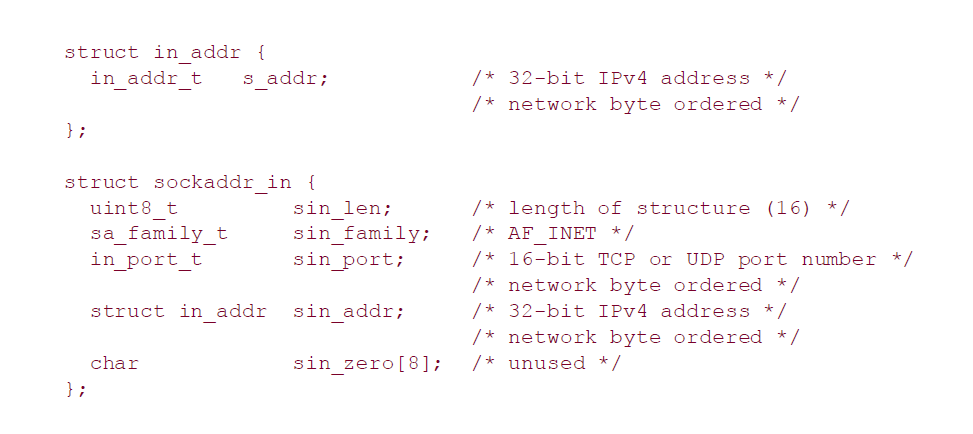 struct in_addr {
  in_addr_t   s_addr;           /* 32-bit IPv4 address */
                                /* network byte ordered */
};

struct sockaddr_in {
  uint8_t         sin_len;      /* length of structure (16) */
  sa_family_t     sin_family;   /* AF_INET */
  in_port_t       sin_port;     /* 16-bit TCP or UDP port number */
                                /* network byte ordered */
  struct in_addr  sin_addr;     /* 32-bit IPv4 address */
                                /* network byte ordered */
  char            sin_zero[8];  /* unused */
};